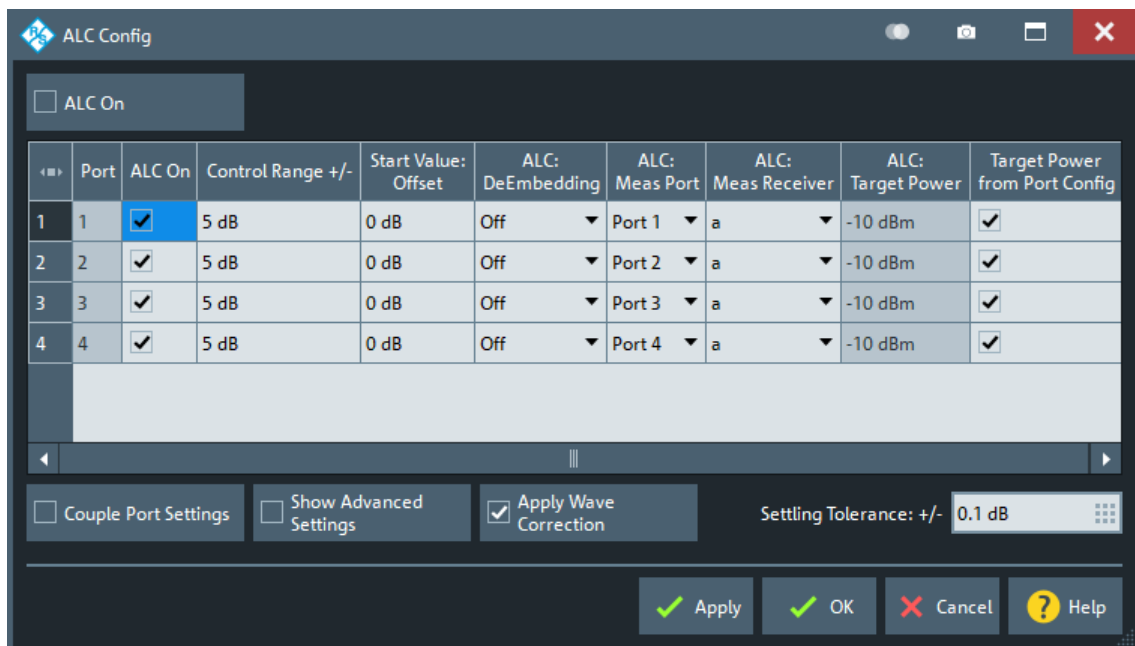 ALC Config
ALC On
Port ALC On Control Range +/- Start Value: Offset ALC: DeEmbedding ALC: Meas Port ALC: Meas Receiver ALC: Target Power Target Power from Port Config
1 1 5 dB 0 dB Off Port 1 a -10 dBm
2 2 5 dB 0 dB Off Port 2 a -10 dBm
3 3 5 dB 0 dB Off Port 3 a -10 dBm
4 4 5 dB 0 dB Off Port 4 a -10 dBm
Couple Port Settings
Show Advanced
Settings
Apply Wave
Correction
Settling Tolerance: +/- 0.1 dB
Apply OK Cancel ? Help